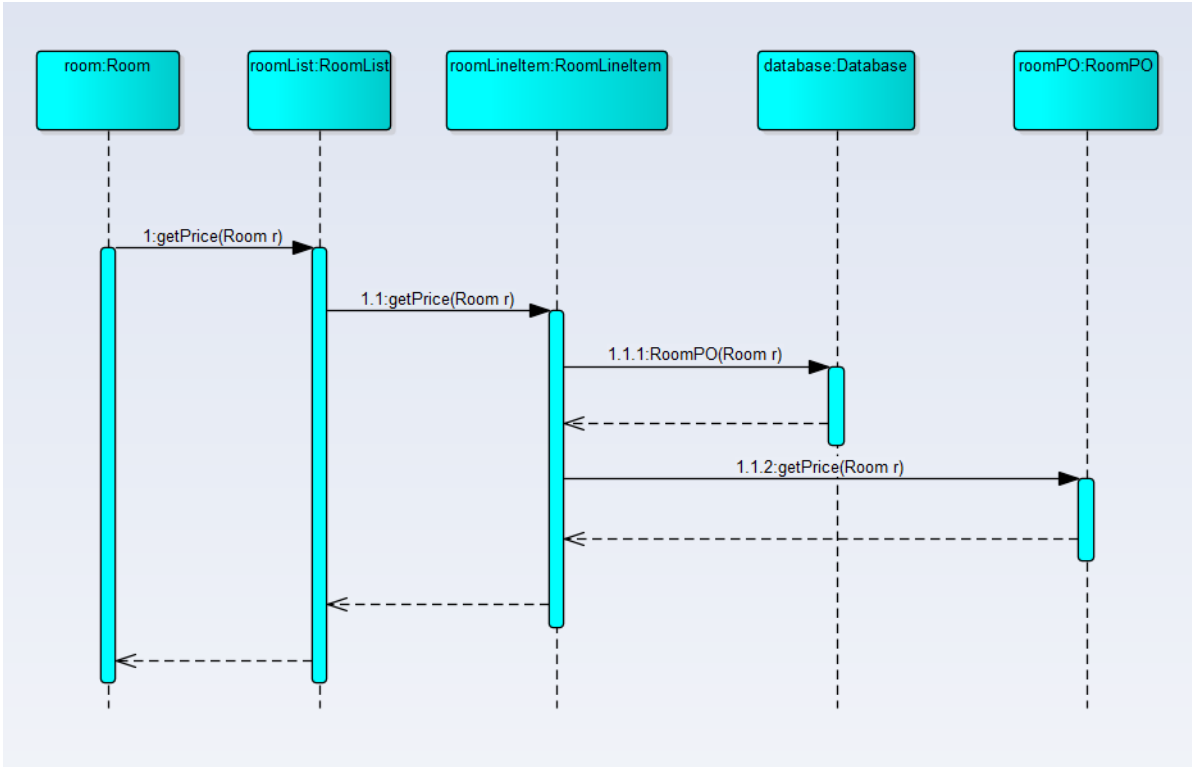 room:Room
roomList:RoomList
roomLineItem:RoomLineItem
database:Database
roomPO:RoomPO
1:getPrice(Room r)
1.1:getPrice(Room r)
1.1.1:RoomPO(Room r)
1.1.2:getPrice(Room r)